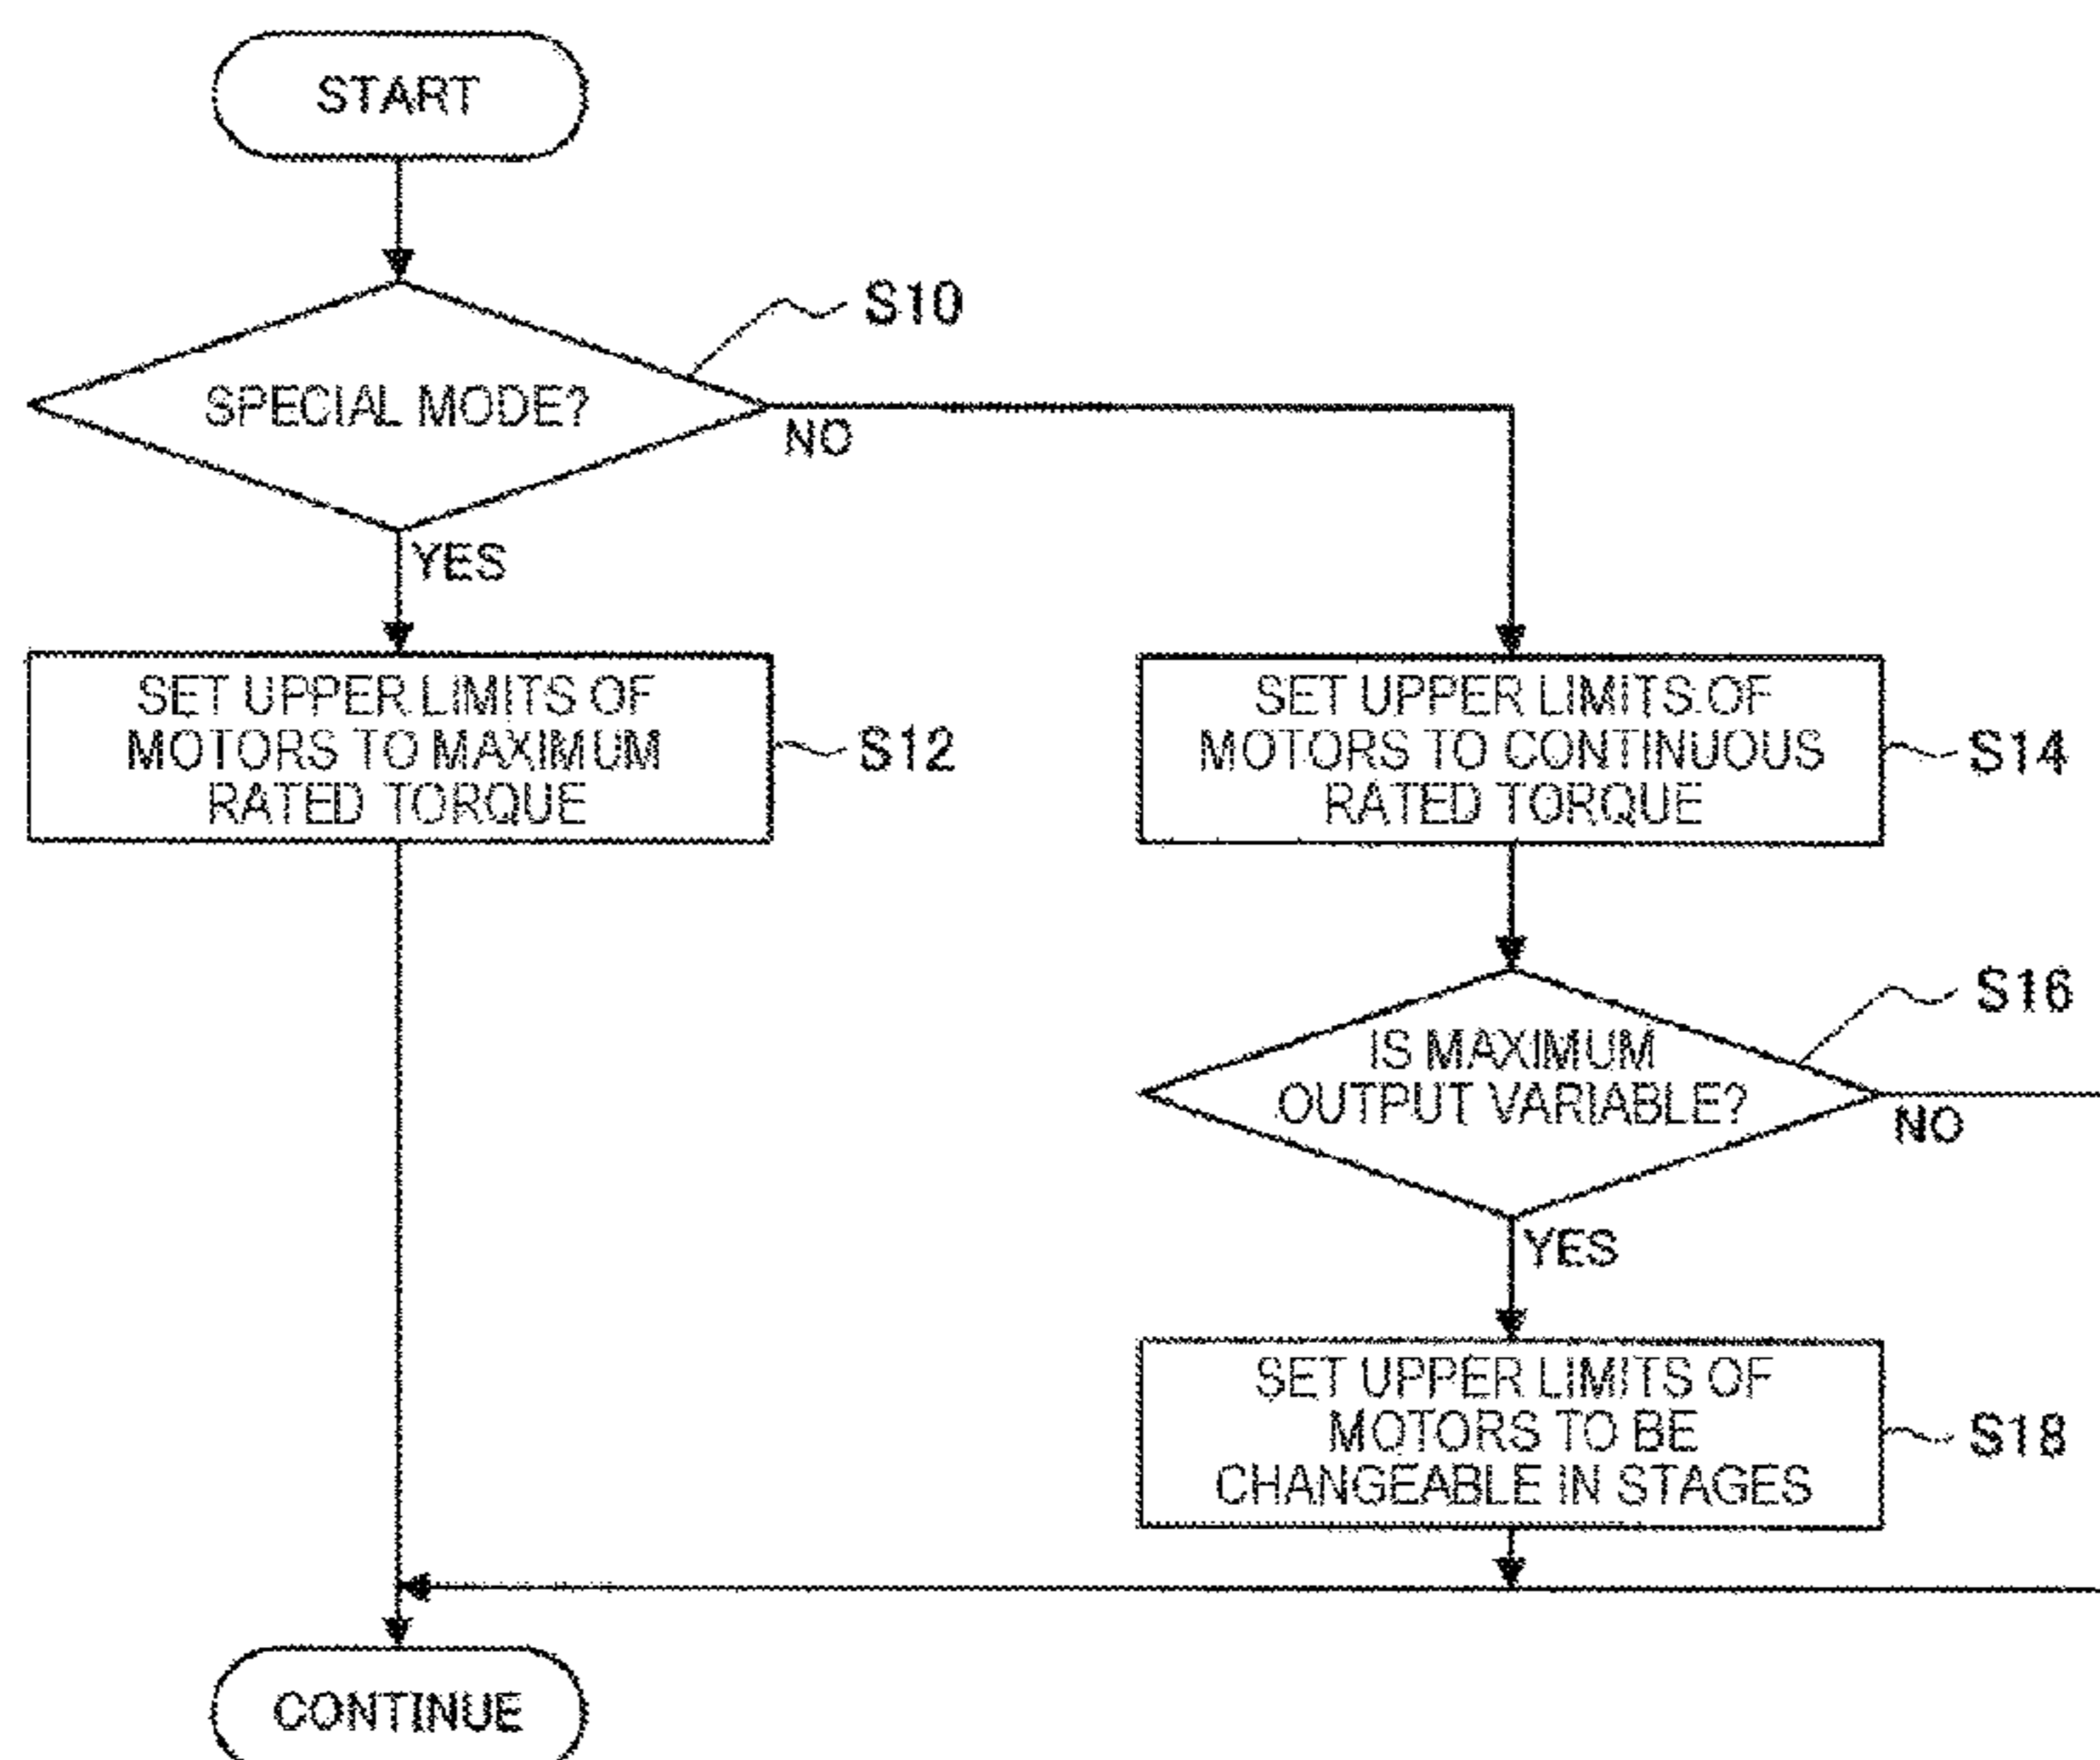 START
S10
SPECIAL MODE?
NO
YES
SET UPPER LIMITS OF
MOTORS TO MAXIMUM
RATED TORQUE
S12
SET UPPER LIMITS OF
MOTORS TO CONTINUOUS
RATED TORQUE
S14
S16
IS MAXIMUM
OUTPUT VARIABLE?
NO
YES
SET UPPER LIMITS OF
MOTORS TO BE
CHANGEABLE IN STAGES
S18
CONTINUE